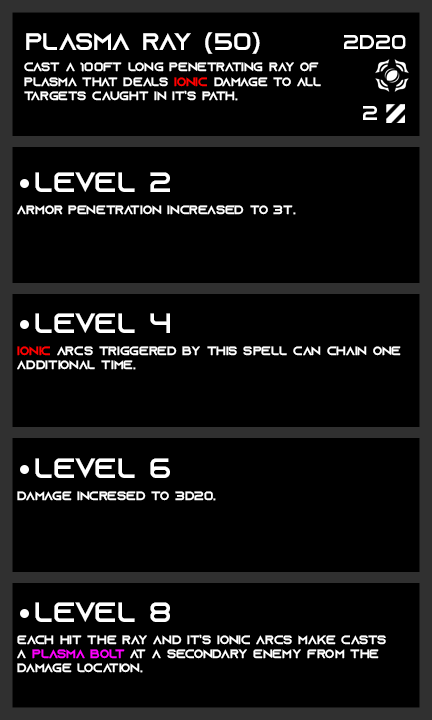 PLASMA RAY (50)
2D20
CAST A 100FT LONG PENETRATING RAY OF
PLASMA THAT DEALS IONIC DAMAGE TO ALL
TARGETS CAUGHT IN IT'S PATH.
2
•LEVEL 2
ARMOR PENETRATION INCREASED TO 3T.
•LEVEL 4
IONIC ARCS TRIGGERED BY THIS SPELL CAN CHAIN ONE
ADDITIONAL TIME.
•LEVEL 6
DAMAGE INCRESED TO 3D20.
•LEVEL 8
EACH HIT THE RAY AND IT'S IONIC ARCS MAKE CASTS
A PLASMA BOLT AT A SECONDARY ENEMY FROM THE
DAMAGE LOCATION.